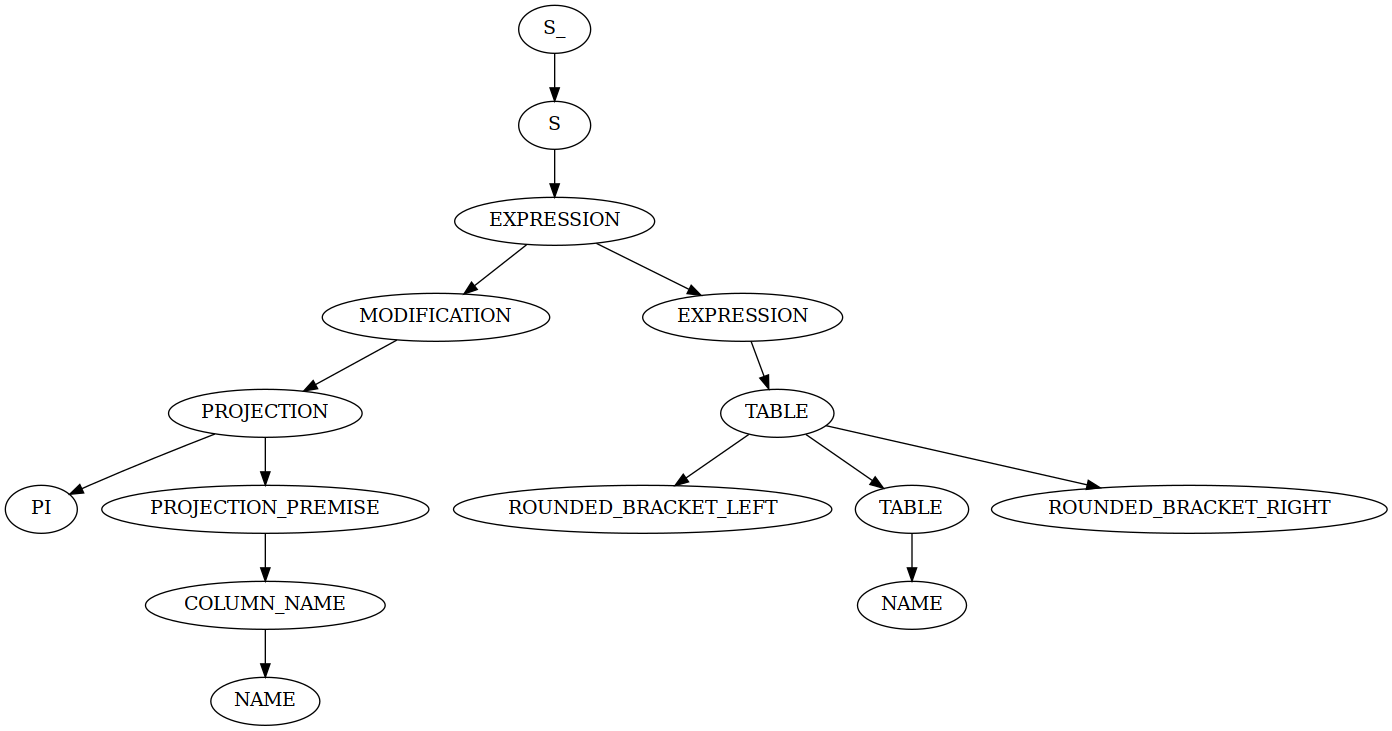 S_
S
EXPRESSION
MODIFICATION
EXPRESSION
PROJECTION
TABLE
PI
PROJECTION_PREMISE
ROUNDED_BRACKET_LEFT
TABLE
ROUNDED_BRACKET_RIGHT
COLUMN_NAME
NAME
NAME